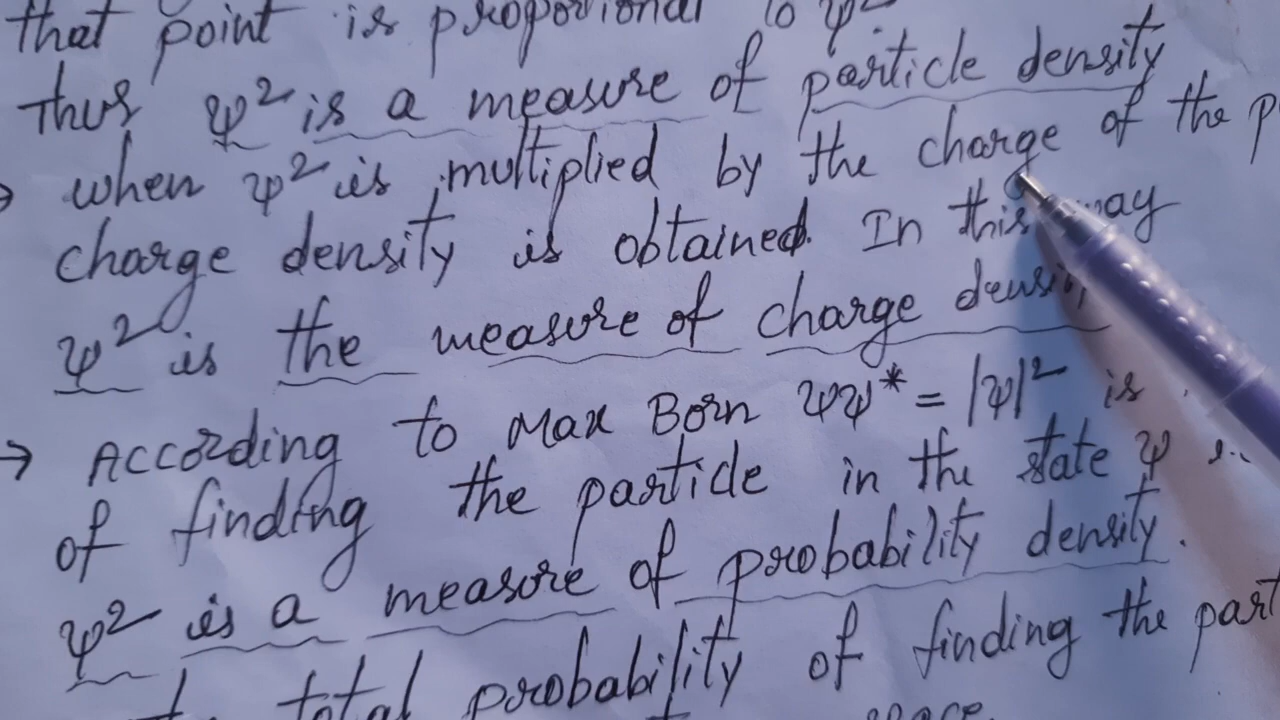 that point is proportional to ψ²
thus ψ² is a measure of particle density
when ψ² is multiplied by the charge of the
charge density is obtained. In this way
ψ² is the measure of charge density
→ According to Max Born ψψ* = |ψ|² is
of finding the particle in the state ψ
ψ² is a measure of probability density.
total probability of finding the part
space.